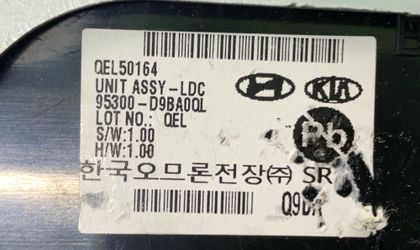 QEL50164
UNIT ASSY-LDC
95300-D9BA0QL
LOT NO.: QEL
S/W:1.00
H/W:1.00
KIA
Pb
한국오므론전장㈜ SR